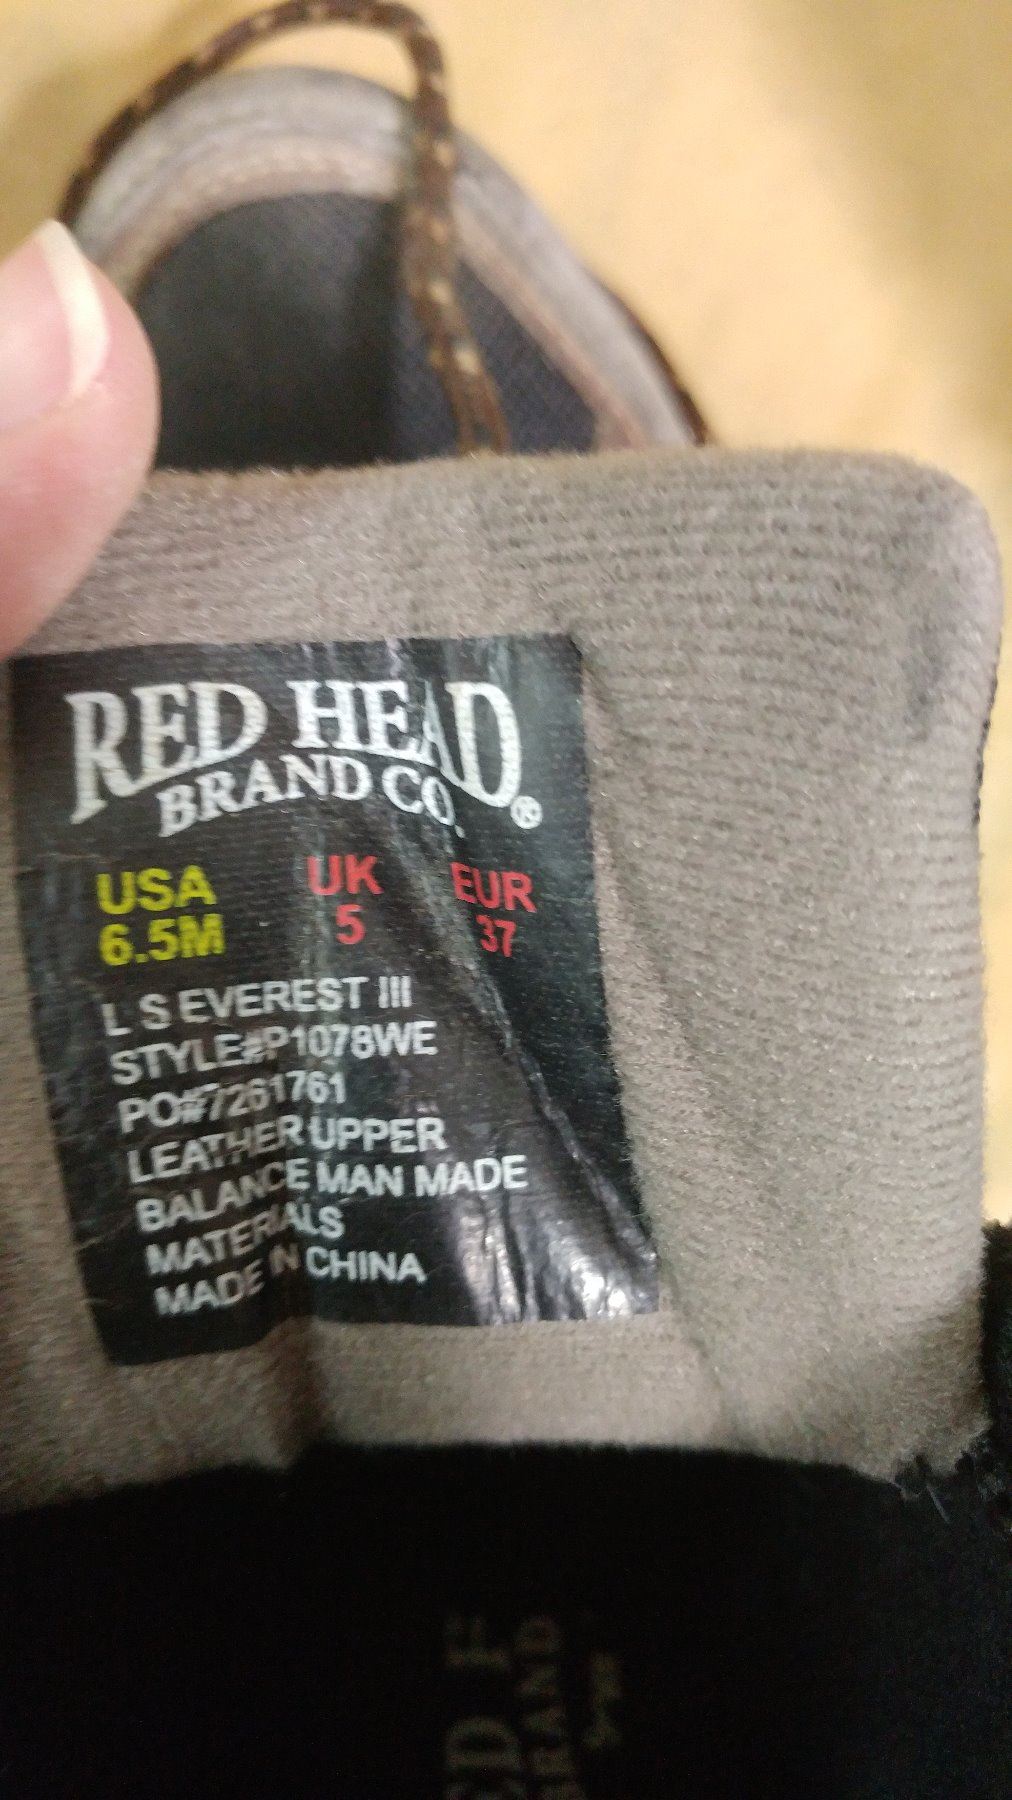 RED HEAD®
BRAND CO.
USA UK EUR
6.5M 5 37
L S EVEREST III
STYLE#P1078WE
PO#7261761
LEATHER UPPER
BALANCE MAN MADE
MATERIALS
MADE IN CHINA
BRAND